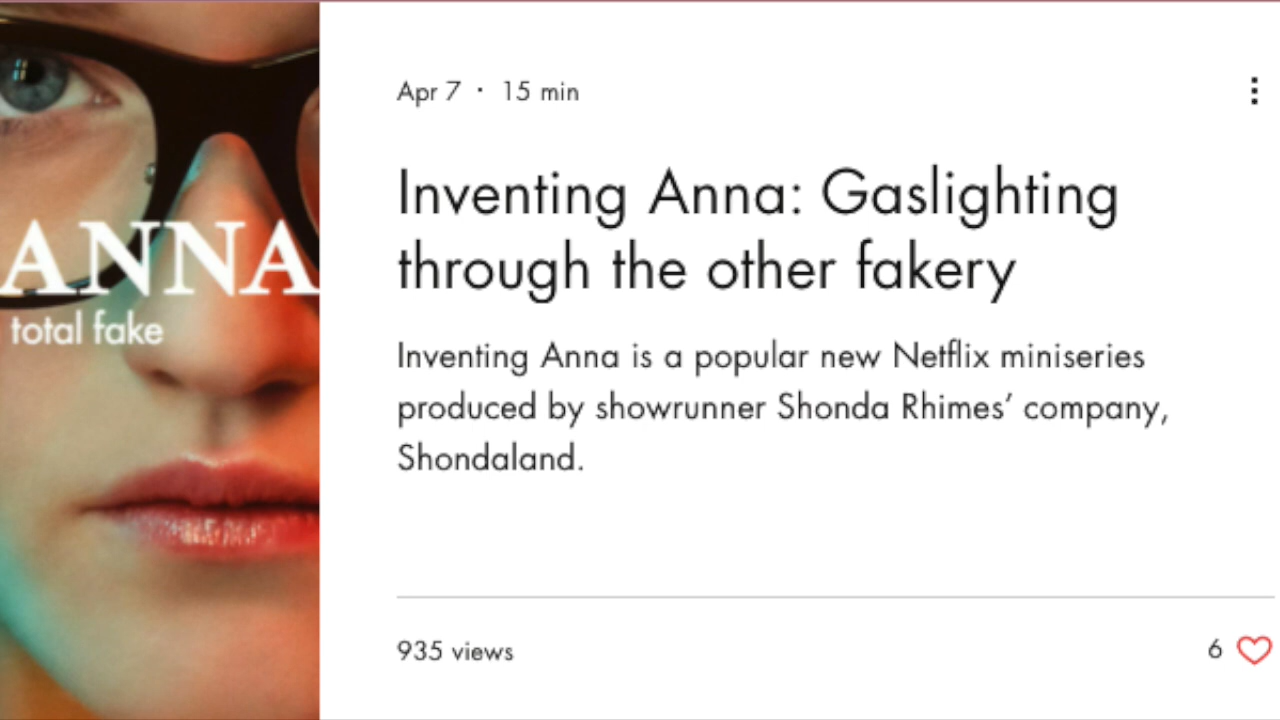 ANNA
total fake
Apr 7 · 15 min
Inventing Anna: Gaslighting
through the other fakery
Inventing Anna is a popular new Netflix miniseries
produced by showrunner Shonda Rhimes’ company,
Shondaland.
935 views
6